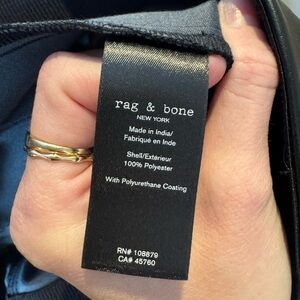 rag & bone
NEW YORK
Made in India/
Fabriqué en Inde
Shell/Extérieur
100% Polyester
With Polyurethane Coating
RN# 108879
CA# 45760